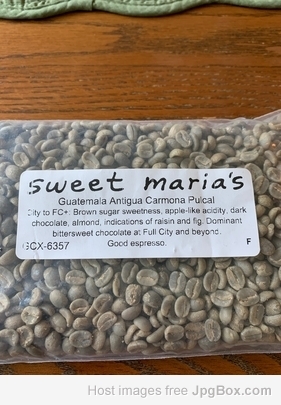 sweet maria's
Guatemala Antigua Carmona Pulcal
City to FC+: Brown sugar sweetness, apple-like acidity, dark
chocolate, almond, indications of raisin and fig. Dominant
bittersweet chocolate at Full City and beyond.
Good espresso.
GCX-6357 F
Host images free JpgBox.com